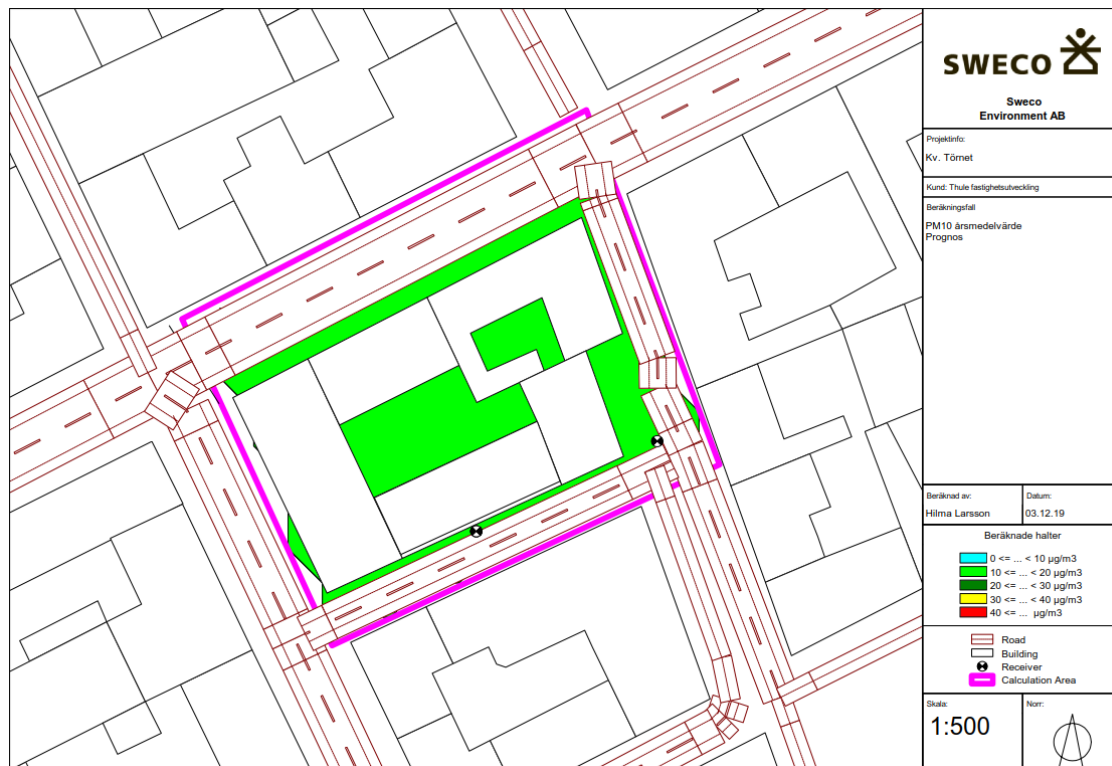 SWECO
Sweco
Environment AB
Projektinfo:
Kv. Törnet
Kund: Thule fastighetsutveckling
Beräkningsfall
PM10 årsmedelvärde
Prognos
Beräknad av:
Hilma Larsson
Datum:
03.12.19
Beräknade halter
0 <= ... < 10 µg/m3
10 <= ... < 20 µg/m3
20 <= ... < 30 µg/m3
30 <= ... < 40 µg/m3
40 <= ... µg/m3
Road
Building
Receiver
Calculation Area
Skala:
1:500
Norr: